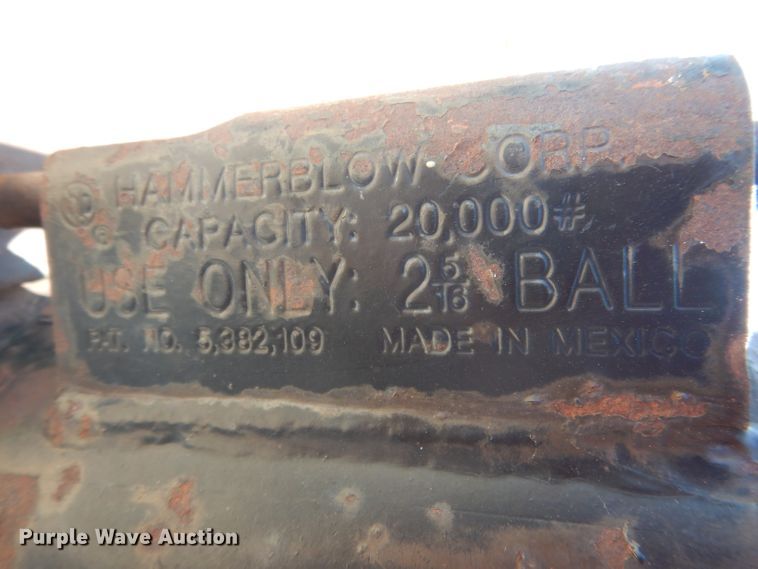 HAMMERBLOW CORP
CAPACITY: 20,000#
USE ONLY: 2 5/16 BALL
PAT. NO. 5,382,109 MADE IN MEXICO
Purple Wave Auction